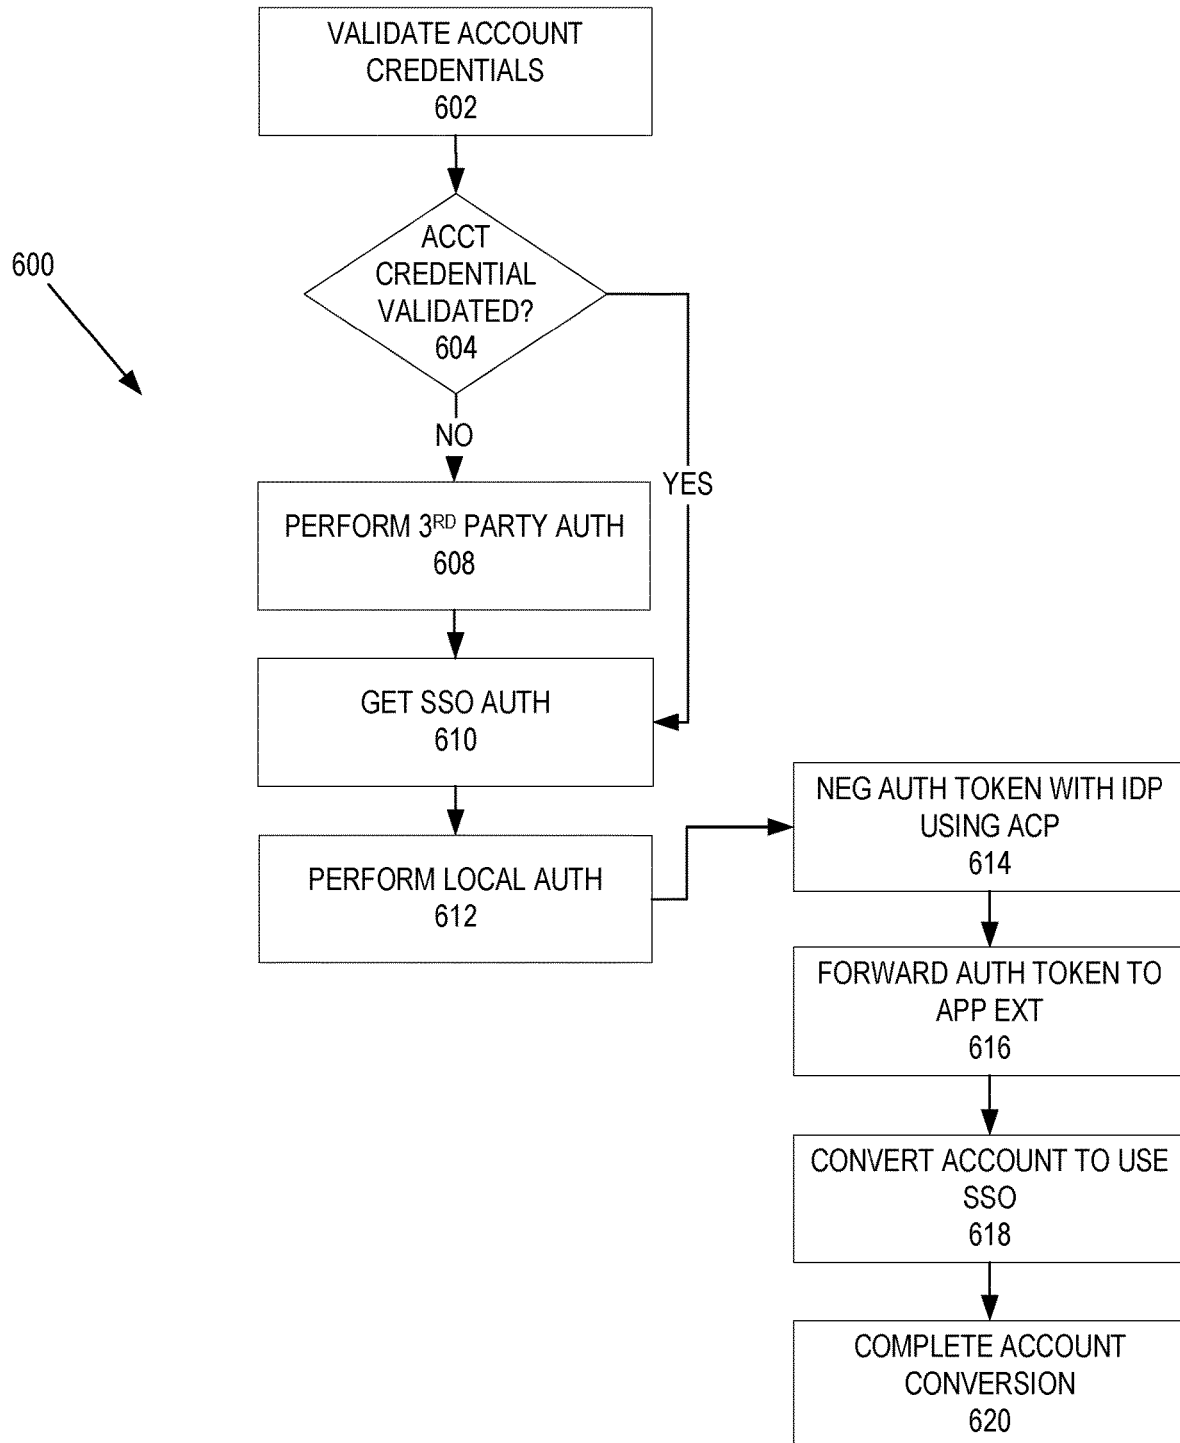 VALIDATE ACCOUNT
CREDENTIALS
602
600
ACCT
CREDENTIAL
VALIDATED?
604
NO
YES
PERFORM 3RD PARTY AUTH
608
GET SSO AUTH
610
PERFORM LOCAL AUTH
612
NEG AUTH TOKEN WITH IDP
USING ACP
614
FORWARD AUTH TOKEN TO
APP EXT
616
CONVERT ACCOUNT TO USE
SSO
618
COMPLETE ACCOUNT
CONVERSION
620